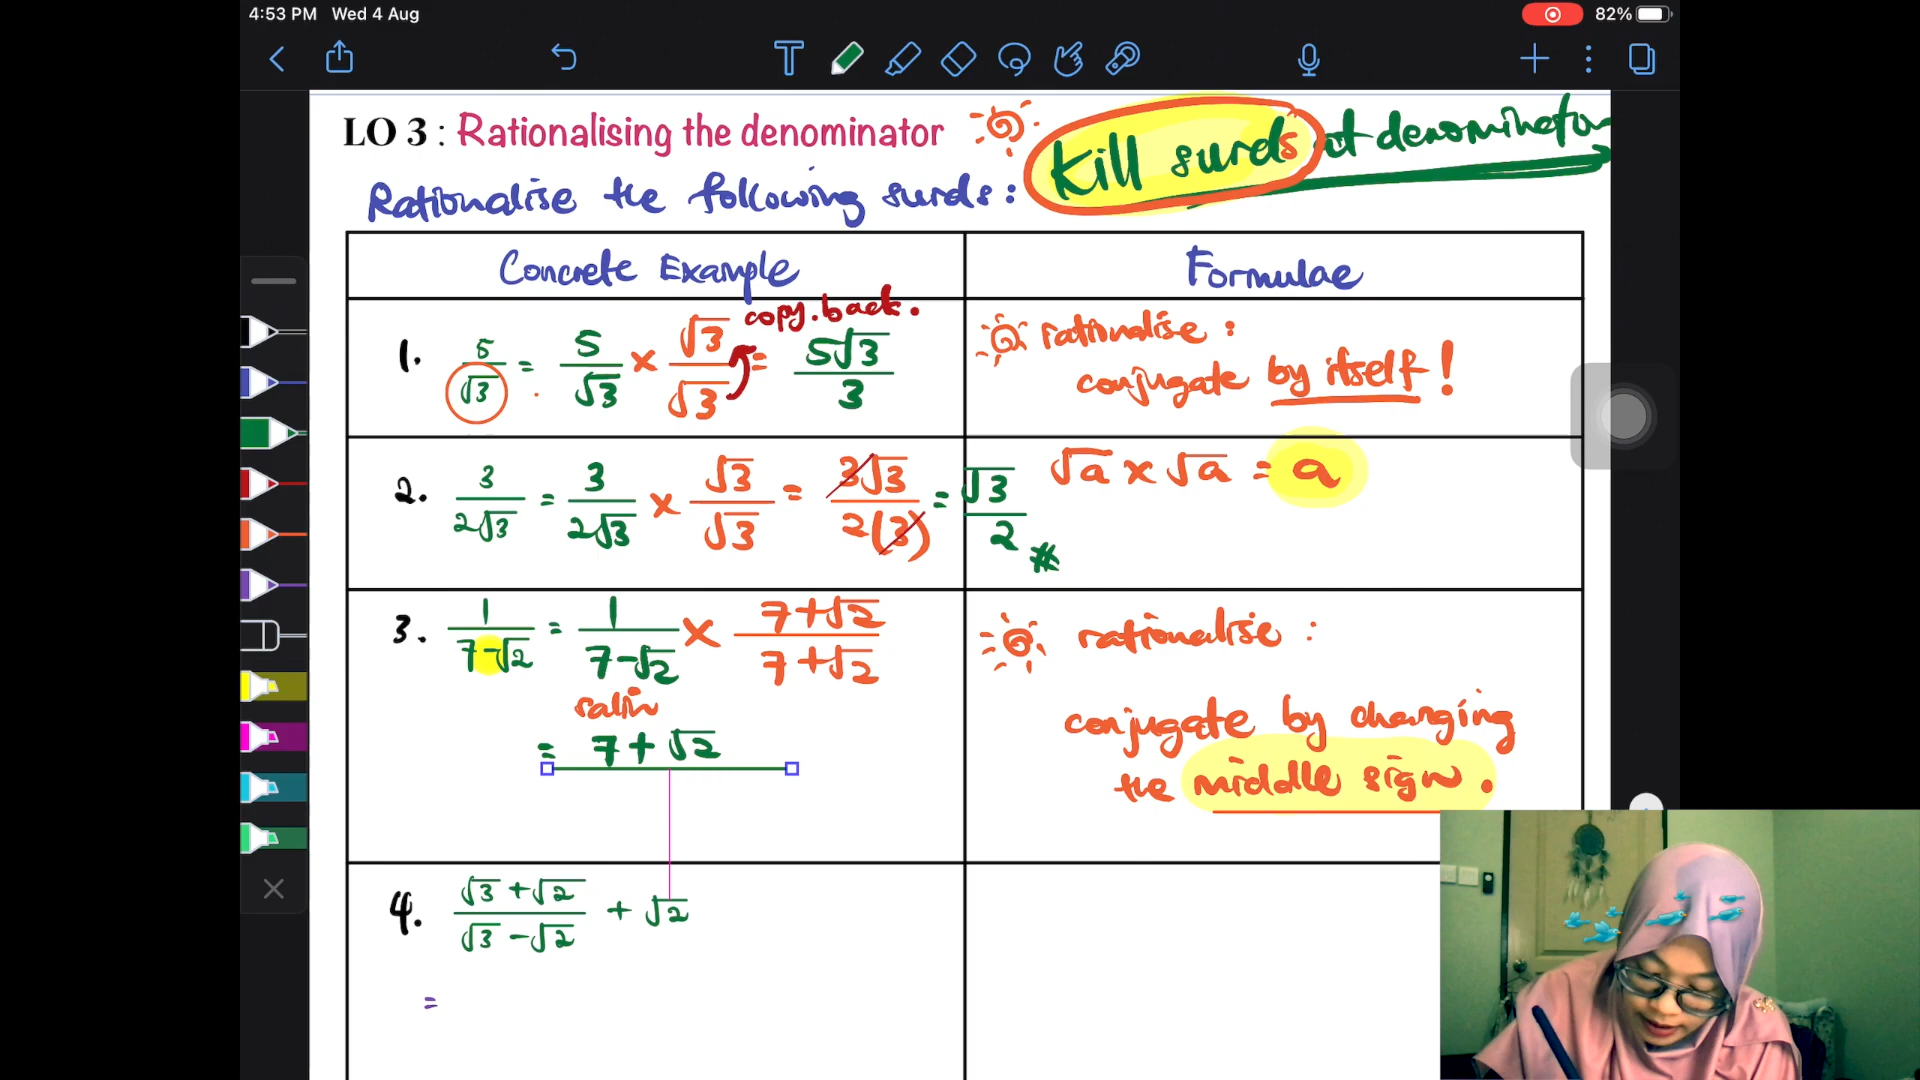 4:53 PM Wed 4 Aug
82%
LO 3 : Rationalising the denominator
Kill surds at denominator
Rationalise the following surds :
Concrete Example
Formulae
copy back.
1. 5/√3 = 5/√3 × √3/√3 = 5√3/3
rationalise :
conjugate by itself !
2. 3/2√3 = 3/2√3 × √3/√3 = 3√3/2(3) = √3/2 #
√a × √a = a
3. 1/7-√2 = 1/7-√2 × 7+√2/7+√2
salin
= 7 + √2
rationalise :
conjugate by changing
the middle sign.
4. √3 + √2/√3 - √2 + √2
=